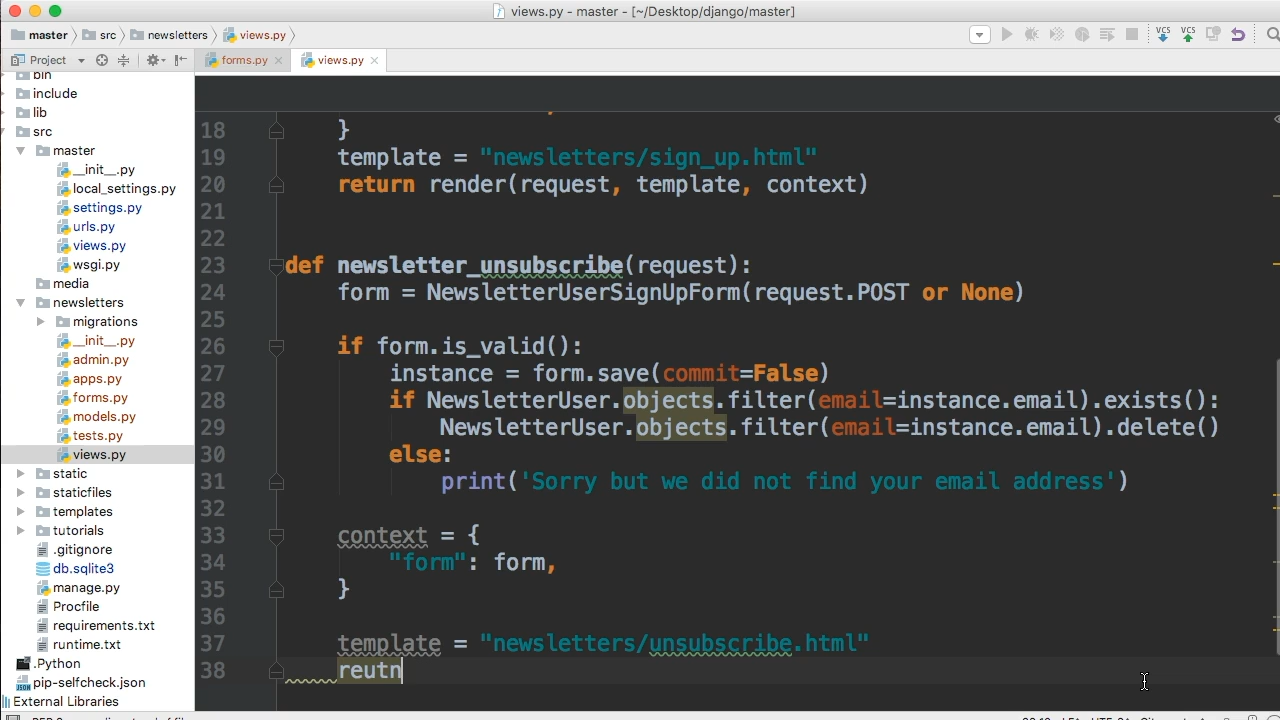 views.py - master - [~/Desktop/django/master]
master src newsletters views.py
VCS VCS
Project forms.py views.py
bin
include
lib
src
master
__init__.py
local_settings.py
settings.py
urls.py
views.py
wsgi.py
media
newsletters
migrations
__init__.py
admin.py
apps.py
forms.py
models.py
tests.py
views.py
static
staticfiles
templates
tutorials
.gitignore
db.sqlite3
manage.py
Procfile
requirements.txt
runtime.txt
.Python
pip-selfcheck.json
External Libraries
18 }
19 template = "newsletters/sign_up.html"
20 return render(request, template, context)
21
22
23 def newsletter_unsubscribe(request):
24 form = NewsletterUserSignUpForm(request.POST or None)
25
26 if form.is_valid():
27 instance = form.save(commit=False)
28 if NewsletterUser.objects.filter(email=instance.email).exists():
29 NewsletterUser.objects.filter(email=instance.email).delete()
30 else:
31 print('Sorry but we did not find your email address')
32
33 context = {
34 "form": form,
35 }
36
37 template = "newsletters/unsubscribe.html"
38 reutn